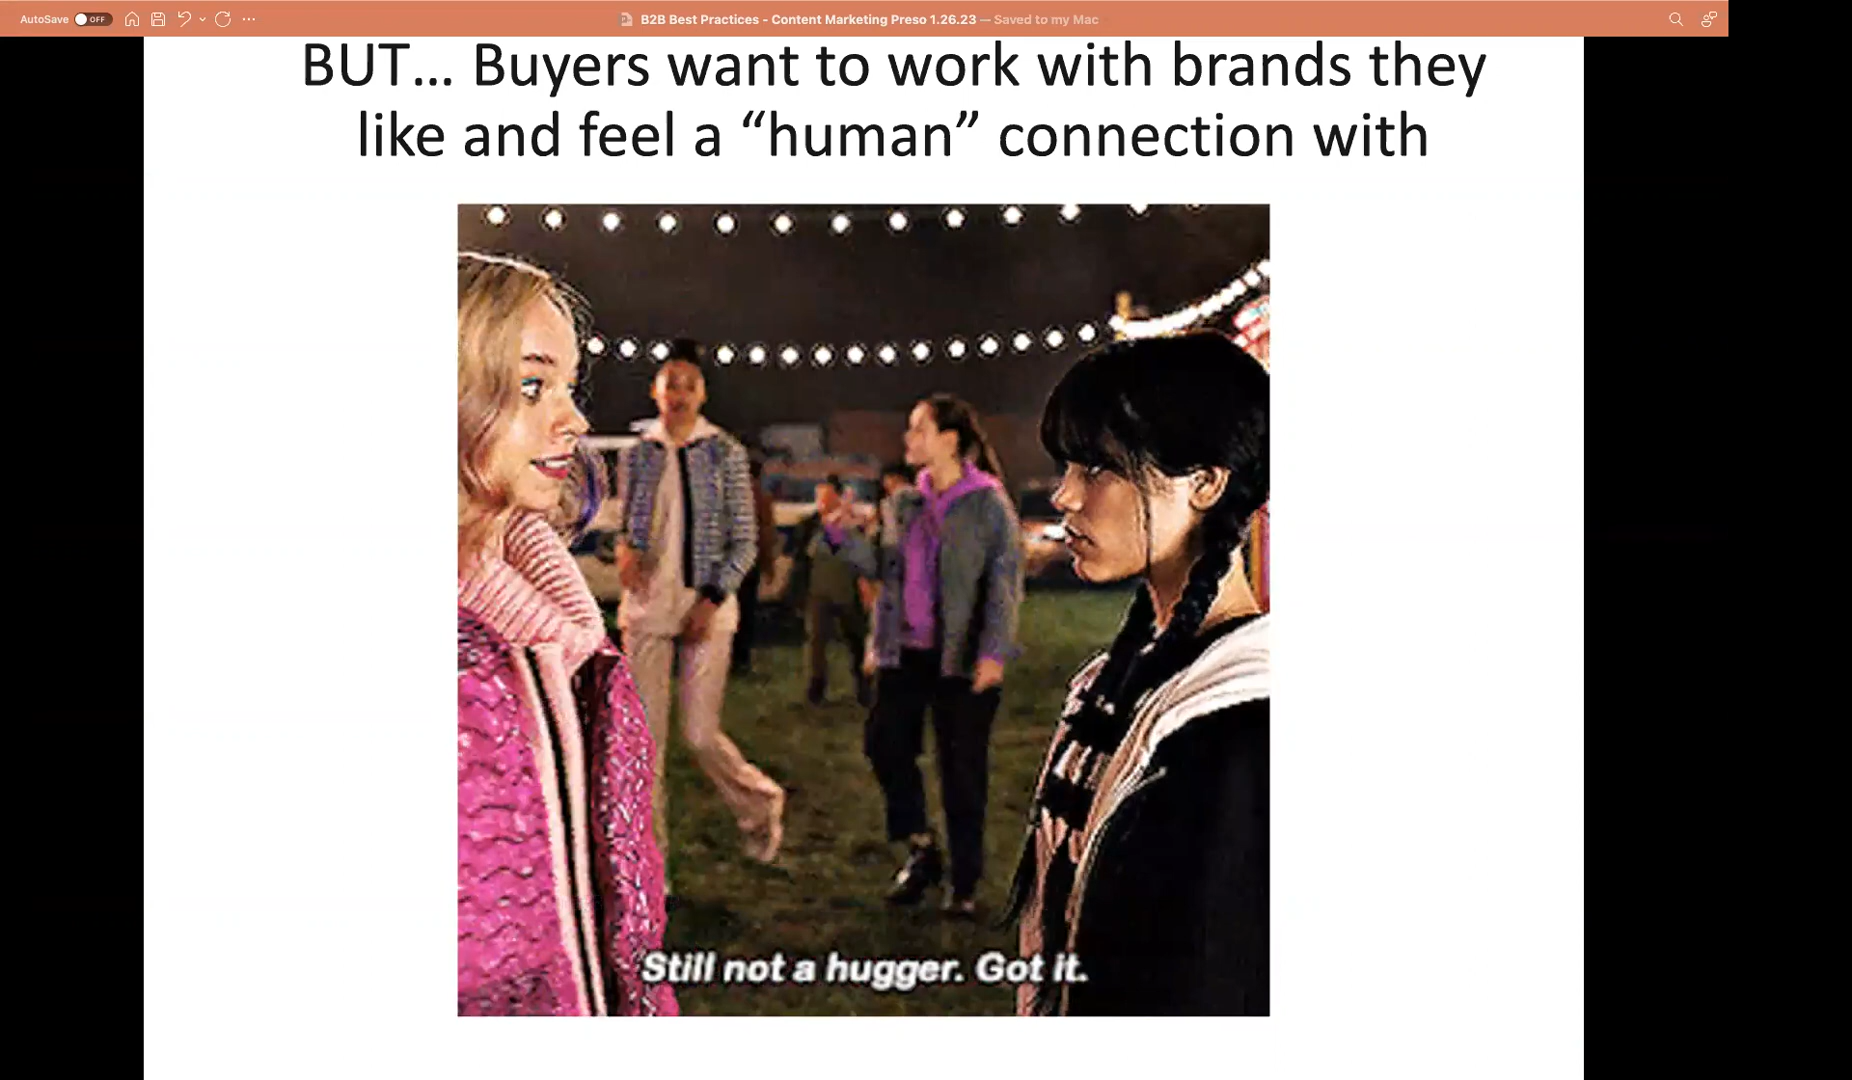 AutoSave OFF B2B Best Practices - Content Marketing Preso 1.26.23 — Saved to my Mac
BUT... Buyers want to work with brands they
like and feel a “human” connection with
Still not a hugger. Got it.